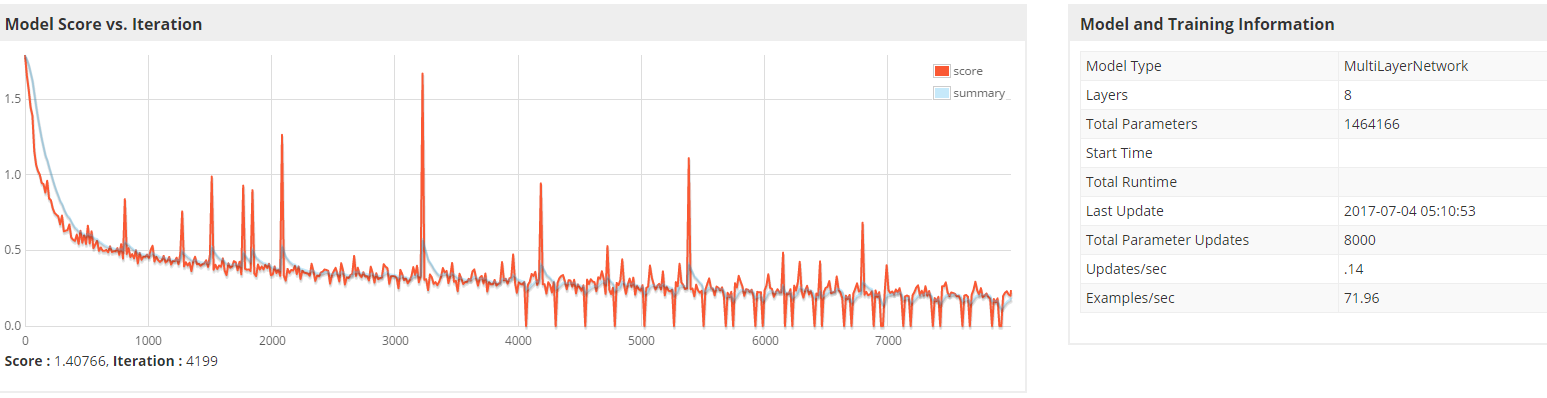 Model Score vs. Iteration
score
summary
1.5
1.0
0.5
0.0
0 1000 2000 3000 4000 5000 6000 7000
Score : 1.40766, Iteration : 4199
Model and Training Information
Model Type MultiLayerNetwork
Layers 8
Total Parameters 1464166
Start Time
Total Runtime
Last Update 2017-07-04 05:10:53
Total Parameter Updates 8000
Updates/sec .14
Examples/sec 71.96